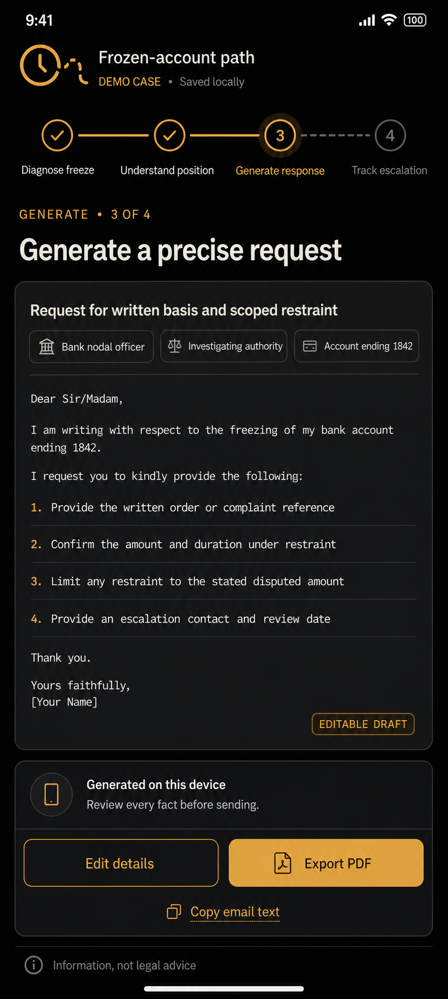 9:41
100
Frozen-account path
DEMO CASE • Saved locally
3
4
Diagnose freeze
Understand position
Generate response
Track escalation
GENERATE • 3 OF 4
Generate a precise request
Request for written basis and scoped restraint
Bank nodal officer
Investigating authority
Account ending 1842
Dear Sir/Madam,
I am writing with respect to the freezing of my bank account
ending 1842.
I request you to kindly provide the following:
1. Provide the written order or complaint reference
2. Confirm the amount and duration under restraint
3. Limit any restraint to the stated disputed amount
4. Provide an escalation contact and review date
Thank you.
Yours faithfully,
[Your Name]
EDITABLE DRAFT
Generated on this device
Review every fact before sending.
Edit details
Export PDF
Copy email text
Information, not legal advice